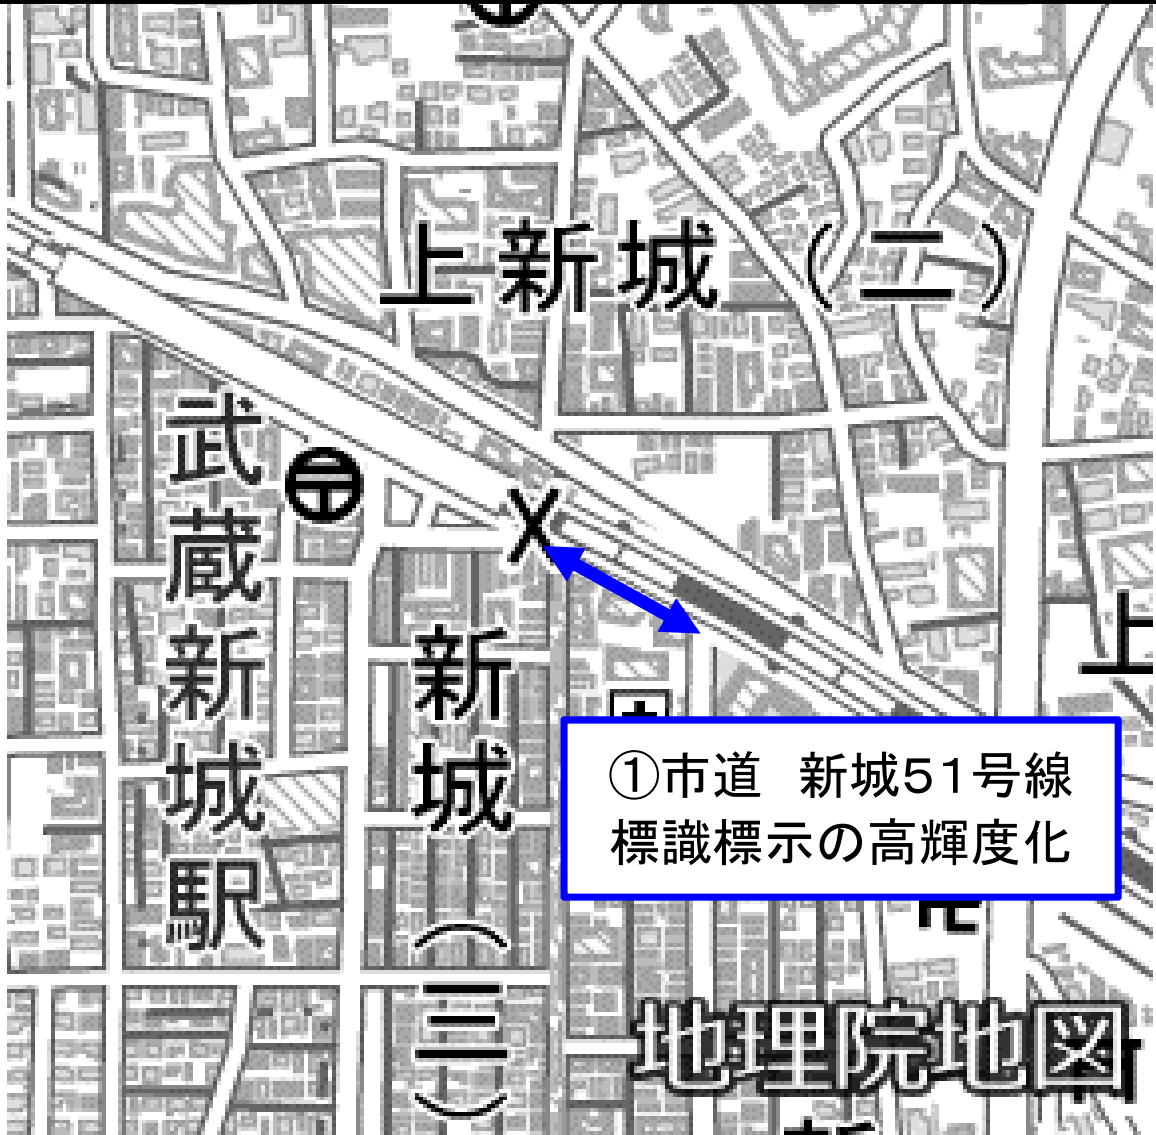 上新城(二)
武蔵新城駅
新城(三)
上
①市道 新城51号線
標識標示の高輝度化
地理院地図